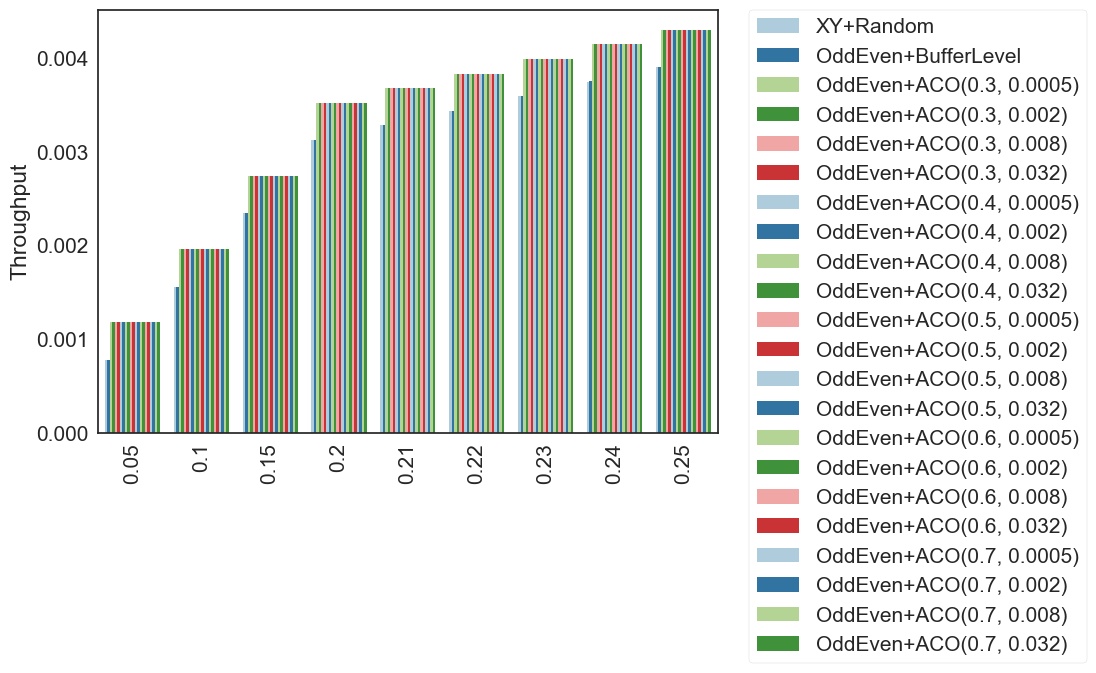 Throughput
0.004
0.003
0.002
0.001
0.000
0.05
0.1
0.15
0.2
0.21
0.22
0.23
0.24
0.25
XY+Random
OddEven+BufferLevel
OddEven+ACO(0.3, 0.0005)
OddEven+ACO(0.3, 0.002)
OddEven+ACO(0.3, 0.008)
OddEven+ACO(0.3, 0.032)
OddEven+ACO(0.4, 0.0005)
OddEven+ACO(0.4, 0.002)
OddEven+ACO(0.4, 0.008)
OddEven+ACO(0.4, 0.032)
OddEven+ACO(0.5, 0.0005)
OddEven+ACO(0.5, 0.002)
OddEven+ACO(0.5, 0.008)
OddEven+ACO(0.5, 0.032)
OddEven+ACO(0.6, 0.0005)
OddEven+ACO(0.6, 0.002)
OddEven+ACO(0.6, 0.008)
OddEven+ACO(0.6, 0.032)
OddEven+ACO(0.7, 0.0005)
OddEven+ACO(0.7, 0.002)
OddEven+ACO(0.7, 0.008)
OddEven+ACO(0.7, 0.032)